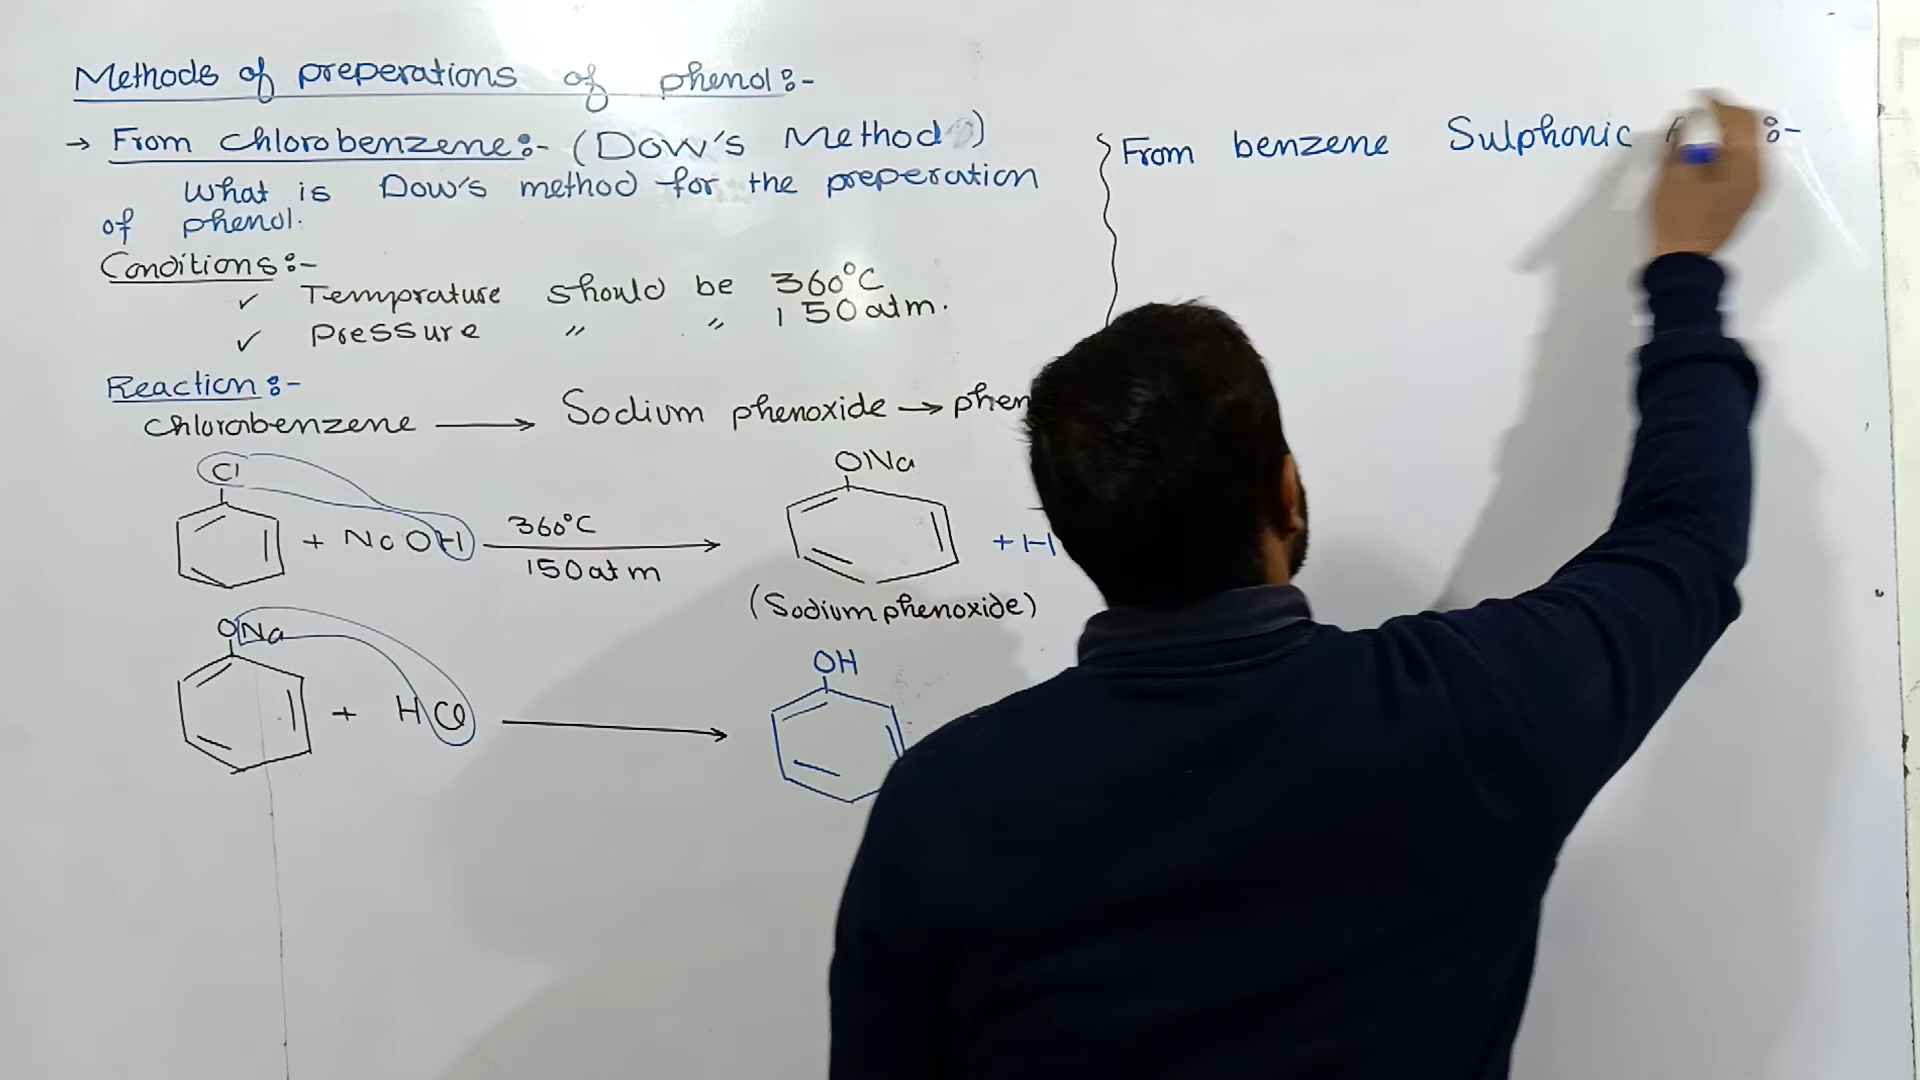 Methods of preperations of phenol:-
→ From chlorobenzene:- (Dow's Method)
What is Dow's method for the preperation
of phenol.
Conditions:-
✓ Temprature should be 360°C
✓ pressure " " 150 atm.
Reaction:-
chlorobenzene → Sodium phenoxide → phen
Cl
+ NaOH 360°C
150 atm
ONa
+ H
(Sodium phenoxide)
ONa
+ HCl
OH
From benzene Sulphonic :-